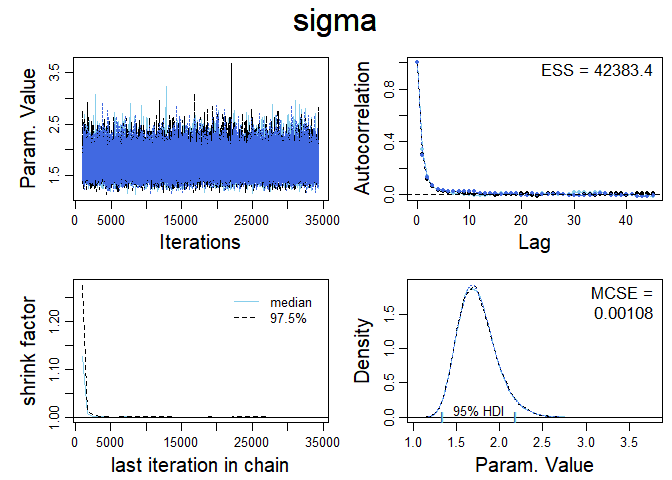 sigma
Param. Value
1.5
2.5
3.5
0 5000 15000 25000 35000
Iterations
Autocorrelation
0.0
0.4
0.8
ESS = 42383.4
0 10 20 30 40
Lag
shrink factor
1.00
1.10
1.20
median
97.5%
0 5000 15000 25000 35000
last iteration in chain
Density
0.0
0.5
1.0
1.5
MCSE =
0.00108
95% HDI
1.0 1.5 2.0 2.5 3.0 3.5
Param. Value